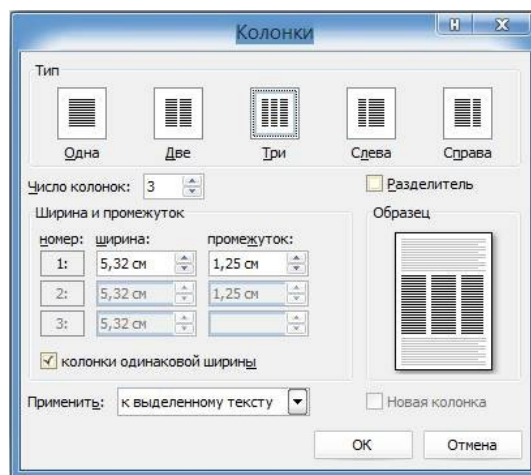 Колонки
Тип
Одна Две Три Слева Справа
Число колонок: 3 Разделитель
Ширина и промежуток Образец
номер: ширина: промежуток:
1: 5,32 см 1,25 см
2: 5,32 см 1,25 см
3: 5,32 см
колонки одинаковой ширины
Применить: к выделенному тексту Новая колонка
ОК Отмена